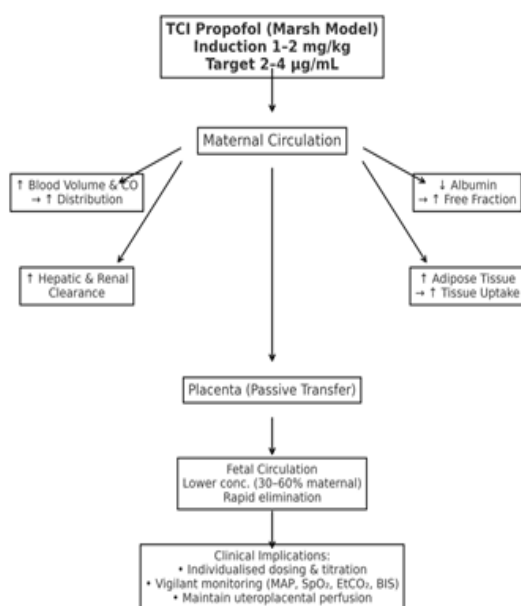 TCI Propofol (Marsh Model)
Induction 1–2 mg/kg
Target 2–4 µg/mL
Maternal Circulation
↑ Blood Volume & CO
→ ↑ Distribution
↓ Albumin
→ ↑ Free Fraction
↑ Hepatic & Renal
Clearance
↑ Adipose Tissue
→ ↑ Tissue Uptake
Placenta (Passive Transfer)
Fetal Circulation
Lower conc. (30–60% maternal)
Rapid elimination
Clinical Implications:
• Individualised dosing & titration
• Vigilant monitoring (MAP, SpO₂, EtCO₂, BIS)
• Maintain uteroplacental perfusion